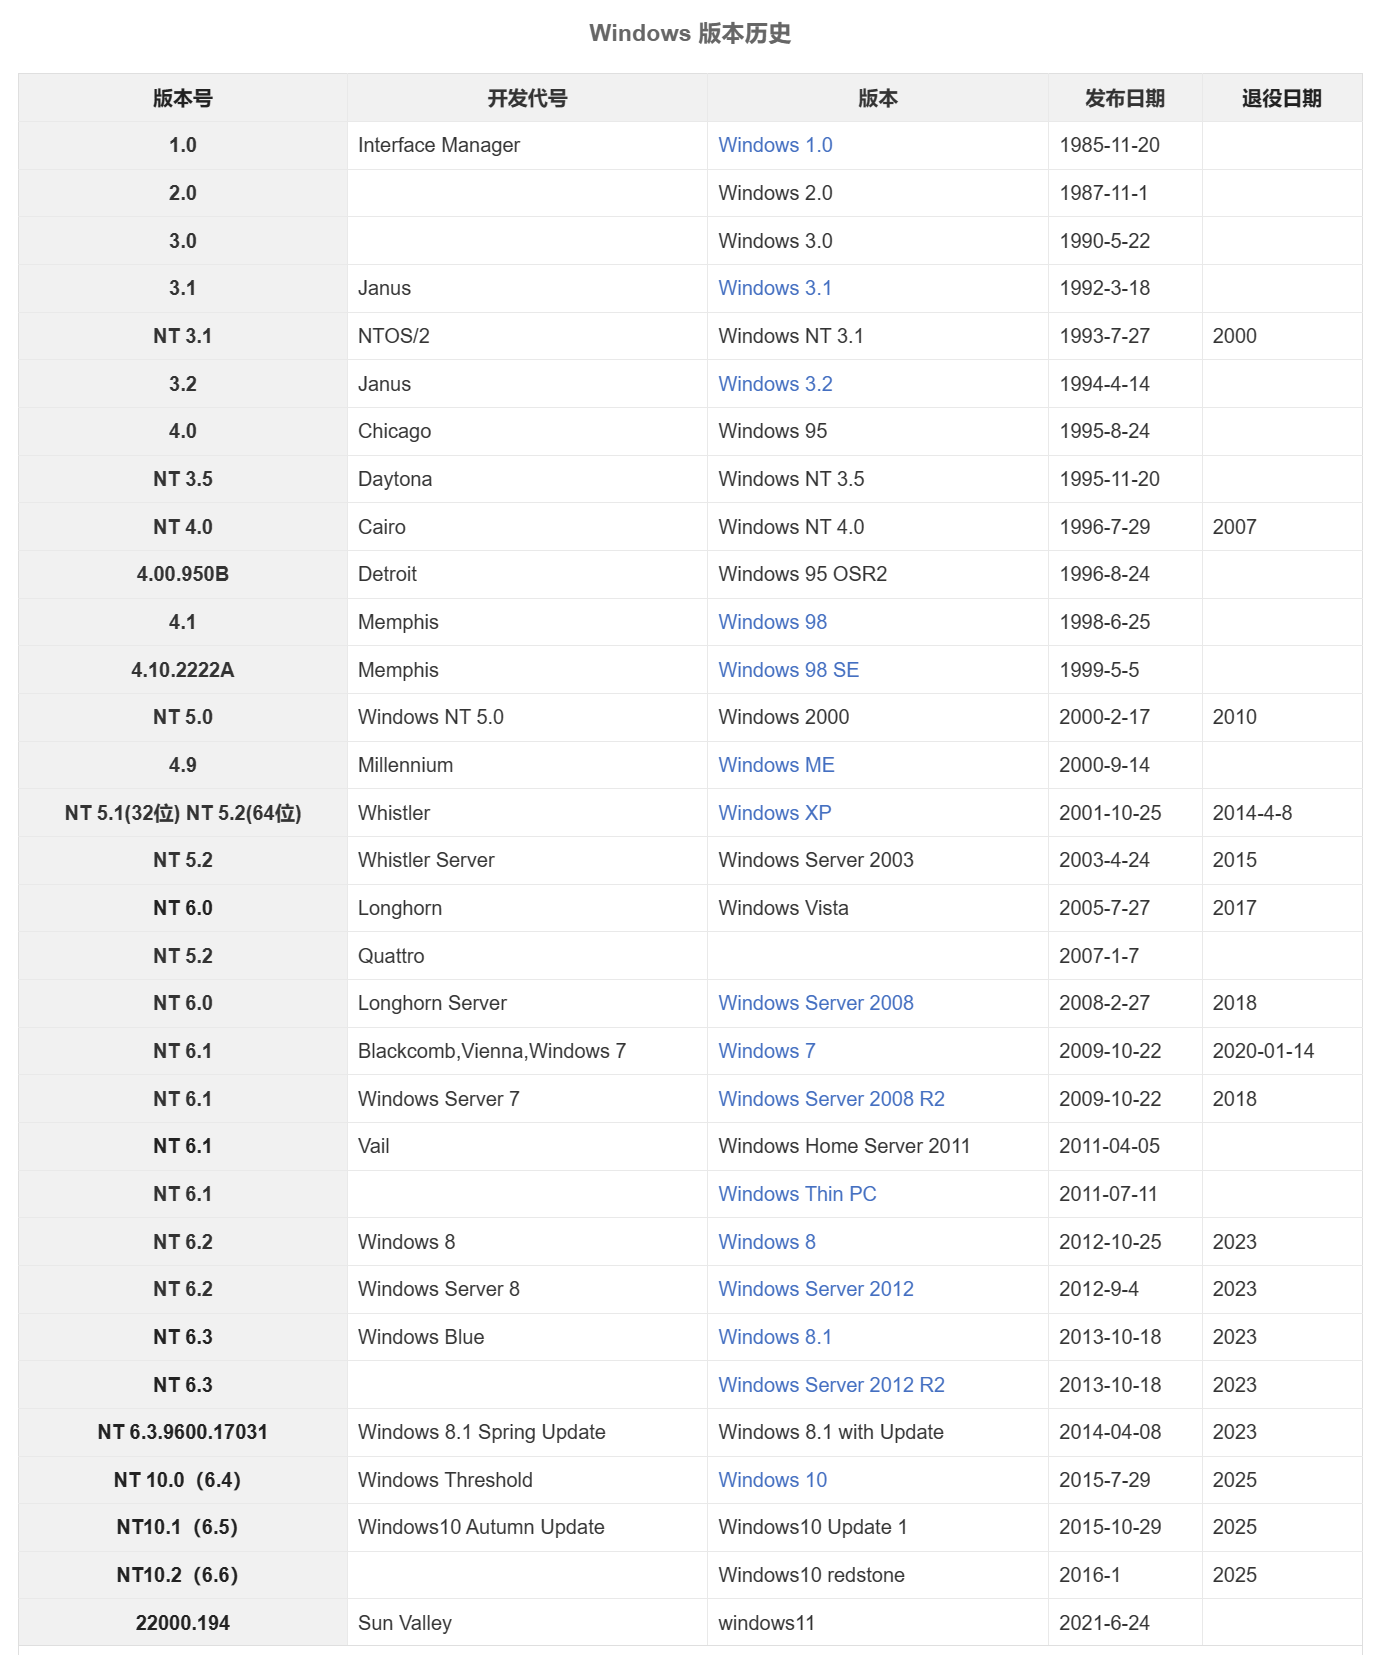 Windows 版本历史
版本号 开发代号 版本 发布日期 退役日期
1.0 Interface Manager Windows 1.0 1985-11-20
2.0 Windows 2.0 1987-11-1
3.0 Windows 3.0 1990-5-22
3.1 Janus Windows 3.1 1992-3-18
NT 3.1 NTOS/2 Windows NT 3.1 1993-7-27 2000
3.2 Janus Windows 3.2 1994-4-14
4.0 Chicago Windows 95 1995-8-24
NT 3.5 Daytona Windows NT 3.5 1995-11-20
NT 4.0 Cairo Windows NT 4.0 1996-7-29 2007
4.00.950B Detroit Windows 95 OSR2 1996-8-24
4.1 Memphis Windows 98 1998-6-25
4.10.2222A Memphis Windows 98 SE 1999-5-5
NT 5.0 Windows NT 5.0 Windows 2000 2000-2-17 2010
4.9 Millennium Windows ME 2000-9-14
NT 5.1(32位) NT 5.2(64位) Whistler Windows XP 2001-10-25 2014-4-8
NT 5.2 Whistler Server Windows Server 2003 2003-4-24 2015
NT 6.0 Longhorn Windows Vista 2005-7-27 2017
NT 5.2 Quattro 2007-1-7
NT 6.0 Longhorn Server Windows Server 2008 2008-2-27 2018
NT 6.1 Blackcomb,Vienna,Windows 7 Windows 7 2009-10-22 2020-01-14
NT 6.1 Windows Server 7 Windows Server 2008 R2 2009-10-22 2018
NT 6.1 Vail Windows Home Server 2011 2011-04-05
NT 6.1 Windows Thin PC 2011-07-11
NT 6.2 Windows 8 Windows 8 2012-10-25 2023
NT 6.2 Windows Server 8 Windows Server 2012 2012-9-4 2023
NT 6.3 Windows Blue Windows 8.1 2013-10-18 2023
NT 6.3 Windows Server 2012 R2 2013-10-18 2023
NT 6.3.9600.17031 Windows 8.1 Spring Update Windows 8.1 with Update 2014-04-08 2023
NT 10.0（6.4） Windows Threshold Windows 10 2015-7-29 2025
NT10.1（6.5） Windows10 Autumn Update Windows10 Update 1 2015-10-29 2025
NT10.2（6.6） Windows10 redstone 2016-1 2025
22000.194 Sun Valley windows11 2021-6-24